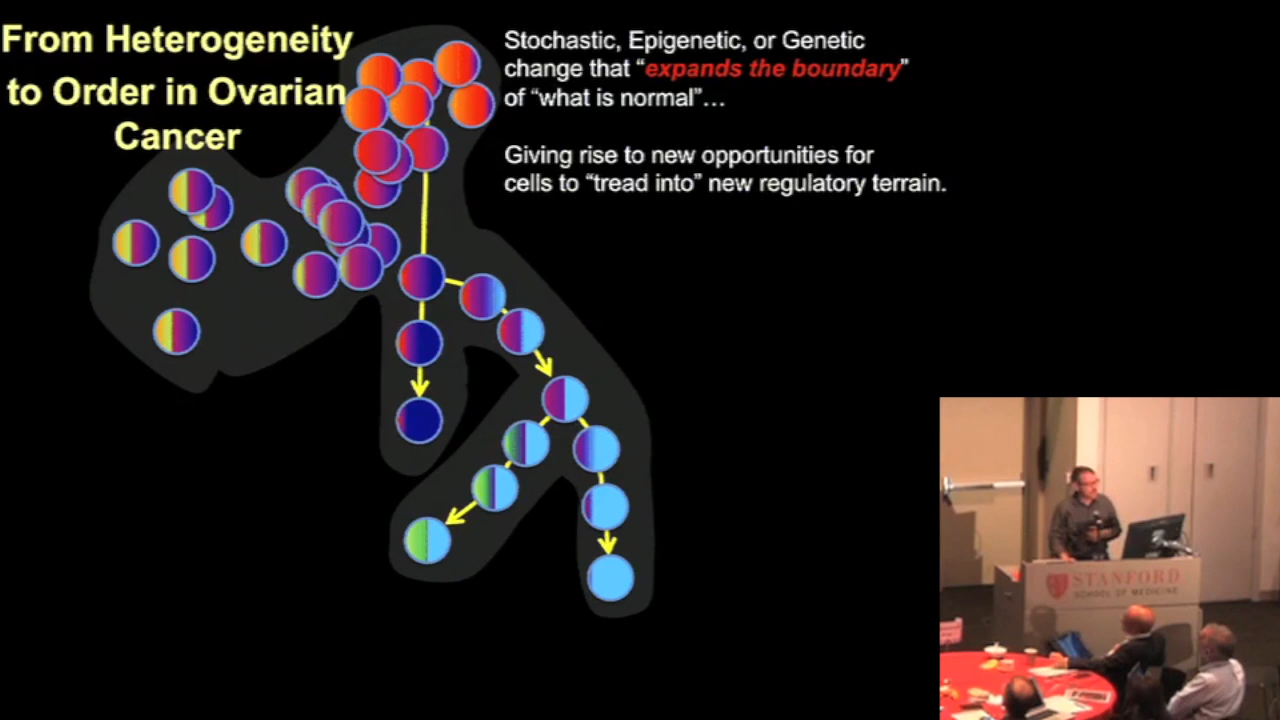 From Heterogeneity
to Order in Ovarian
Cancer
Stochastic, Epigenetic, or Genetic
change that “expands the boundary”
of “what is normal”…
Giving rise to new opportunities for
cells to “tread into” new regulatory terrain.
STANFORD
SCHOOL OF MEDICINE